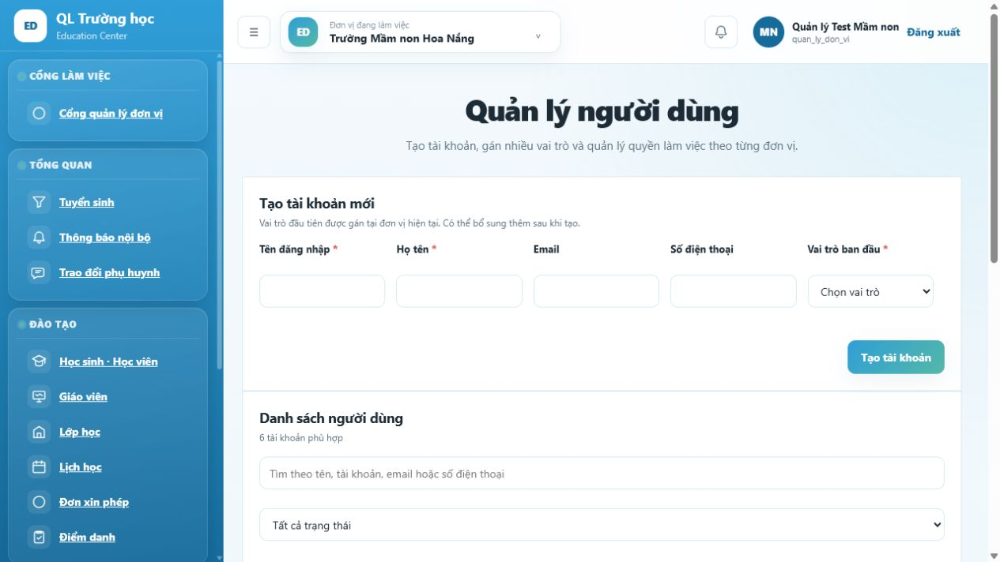 ED
QL Trường học
Education Center
CỔNG LÀM VIỆC
Cổng quản lý đơn vị
TỔNG QUAN
Tuyển sinh
Thông báo nội bộ
Trao đổi phụ huynh
ĐÀO TẠO
Học sinh · Học viên
Giáo viên
Lớp học
Lịch học
Đơn xin phép
Điểm danh
ED
Đơn vị đang làm việc
Trường Mầm non Hoa Nắng
v
MN
Quản lý Test Mầm non
quan_ly_don_vi
Đăng xuất
Quản lý người dùng
Tạo tài khoản, gán nhiều vai trò và quản lý quyền làm việc theo từng đơn vị.
Tạo tài khoản mới
Vai trò đầu tiên được gán tại đơn vị hiện tại. Có thể bổ sung thêm sau khi tạo.
Tên đăng nhập * Họ tên * Email Số điện thoại Vai trò ban đầu *
Chọn vai trò
Tạo tài khoản
Danh sách người dùng
6 tài khoản phù hợp
Tìm theo tên, tài khoản, email hoặc số điện thoại
Tất cả trạng thái